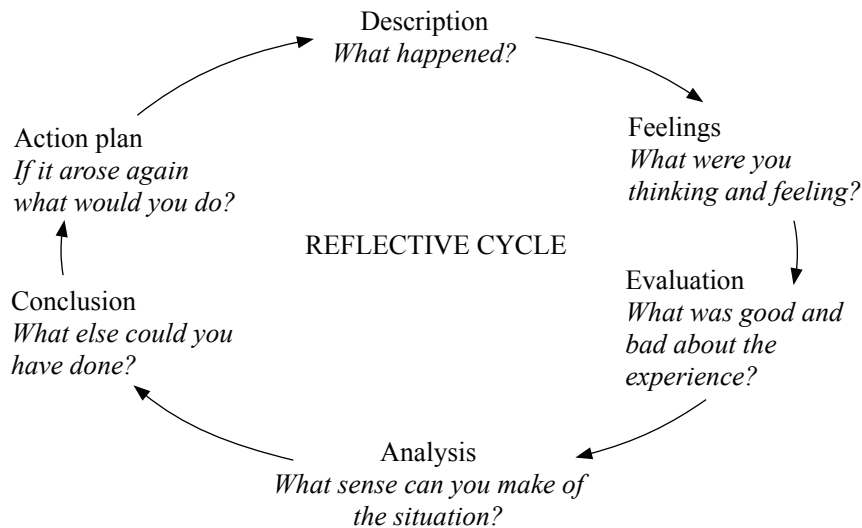 Description
What happened?
Feelings
What were you
thinking and feeling?
Evaluation
What was good and
bad about the
experience?
Analysis
What sense can you make of
the situation?
Conclusion
What else could you
have done?
Action plan
If it arose again
what would you do?
REFLECTIVE CYCLE